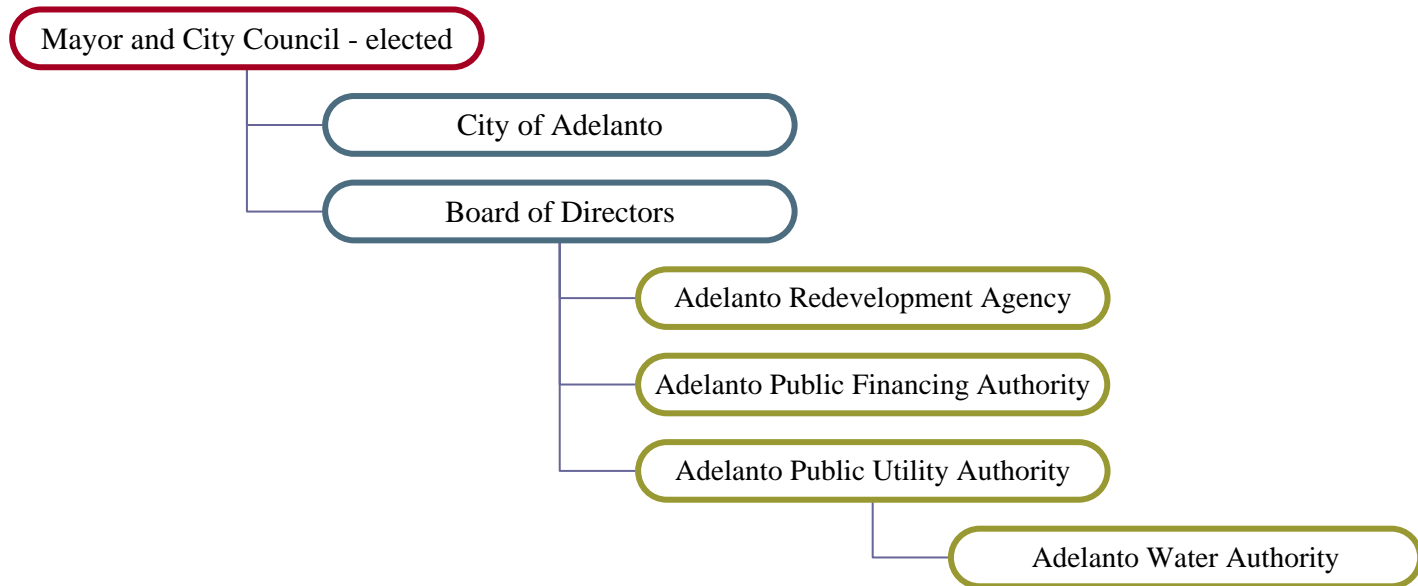 Mayor and City Council - elected
City of Adelanto
Board of Directors
Adelanto Redevelopment Agency
Adelanto Public Financing Authority
Adelanto Public Utility Authority
Adelanto Water Authority